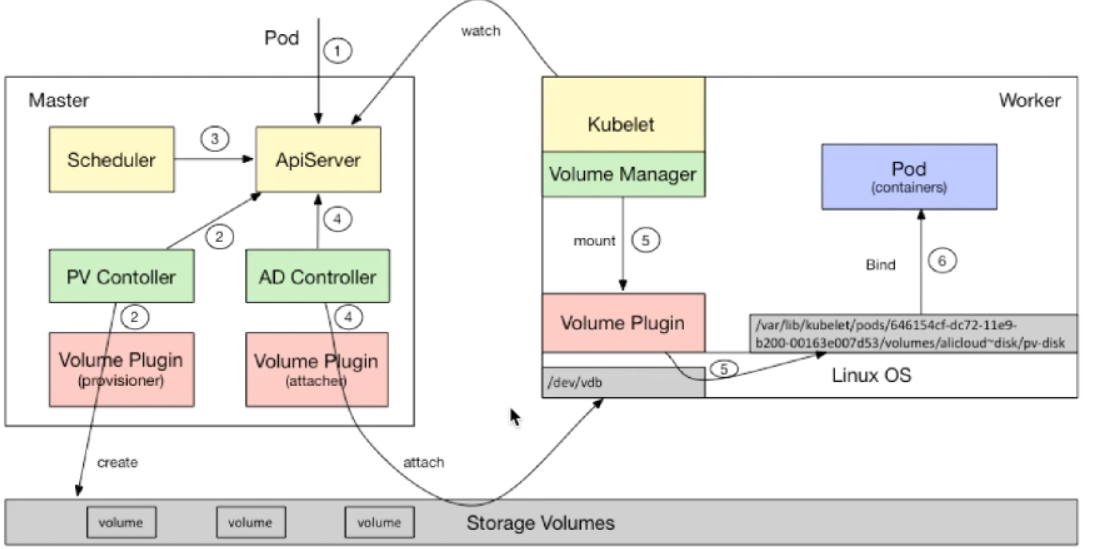 Pod
1
watch
Master
Worker
Scheduler
3
ApiServer
Kubelet
Volume Manager
Pod
(containers)
2
4
mount
5
Bind
6
PV Contoller
AD Controller
2
4
Volume Plugin
(provisioner)
Volume Plugin
(attacher)
Volume Plugin
/var/lib/kubelet/pods/646154cf-dc72-11e9-
b200-00163e007d53/volumes/alicloud~disk/pv-disk
5
/dev/vdb
Linux OS
create
attach
volume
volume
volume
Storage Volumes